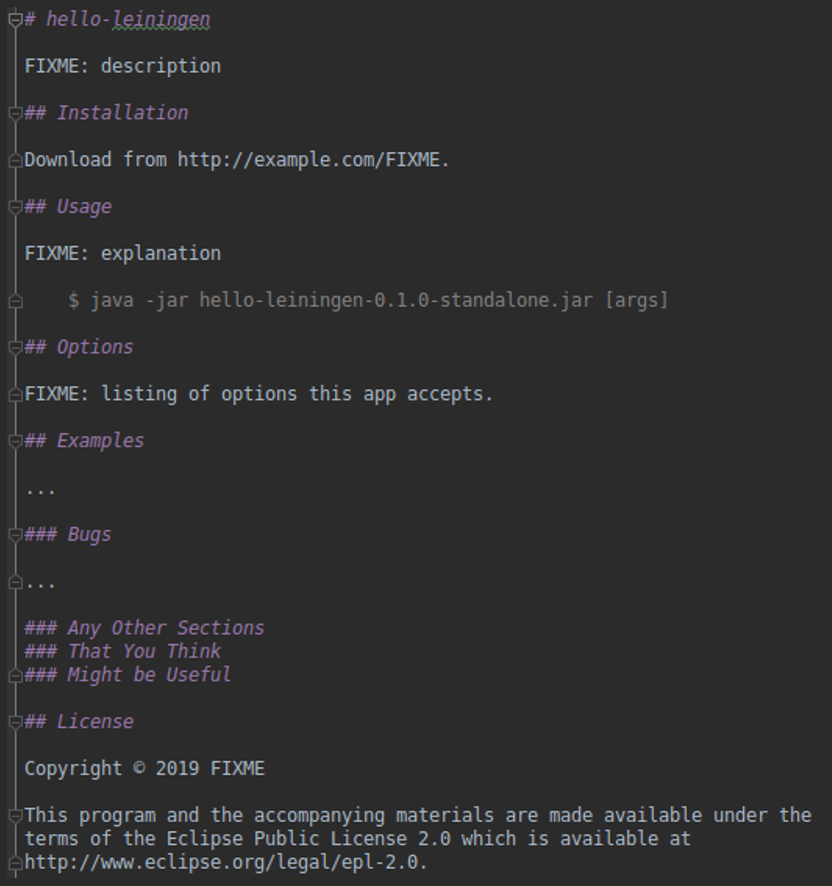 # hello-leiningen
FIXME: description
## Installation
Download from http://example.com/FIXME.
## Usage
FIXME: explanation
$ java -jar hello-leiningen-0.1.0-standalone.jar [args]
## Options
FIXME: listing of options this app accepts.
## Examples
...
### Bugs
...
### Any Other Sections
### That You Think
### Might be Useful
## License
Copyright © 2019 FIXME
This program and the accompanying materials are made available under the
terms of the Eclipse Public License 2.0 which is available at
http://www.eclipse.org/legal/epl-2.0.